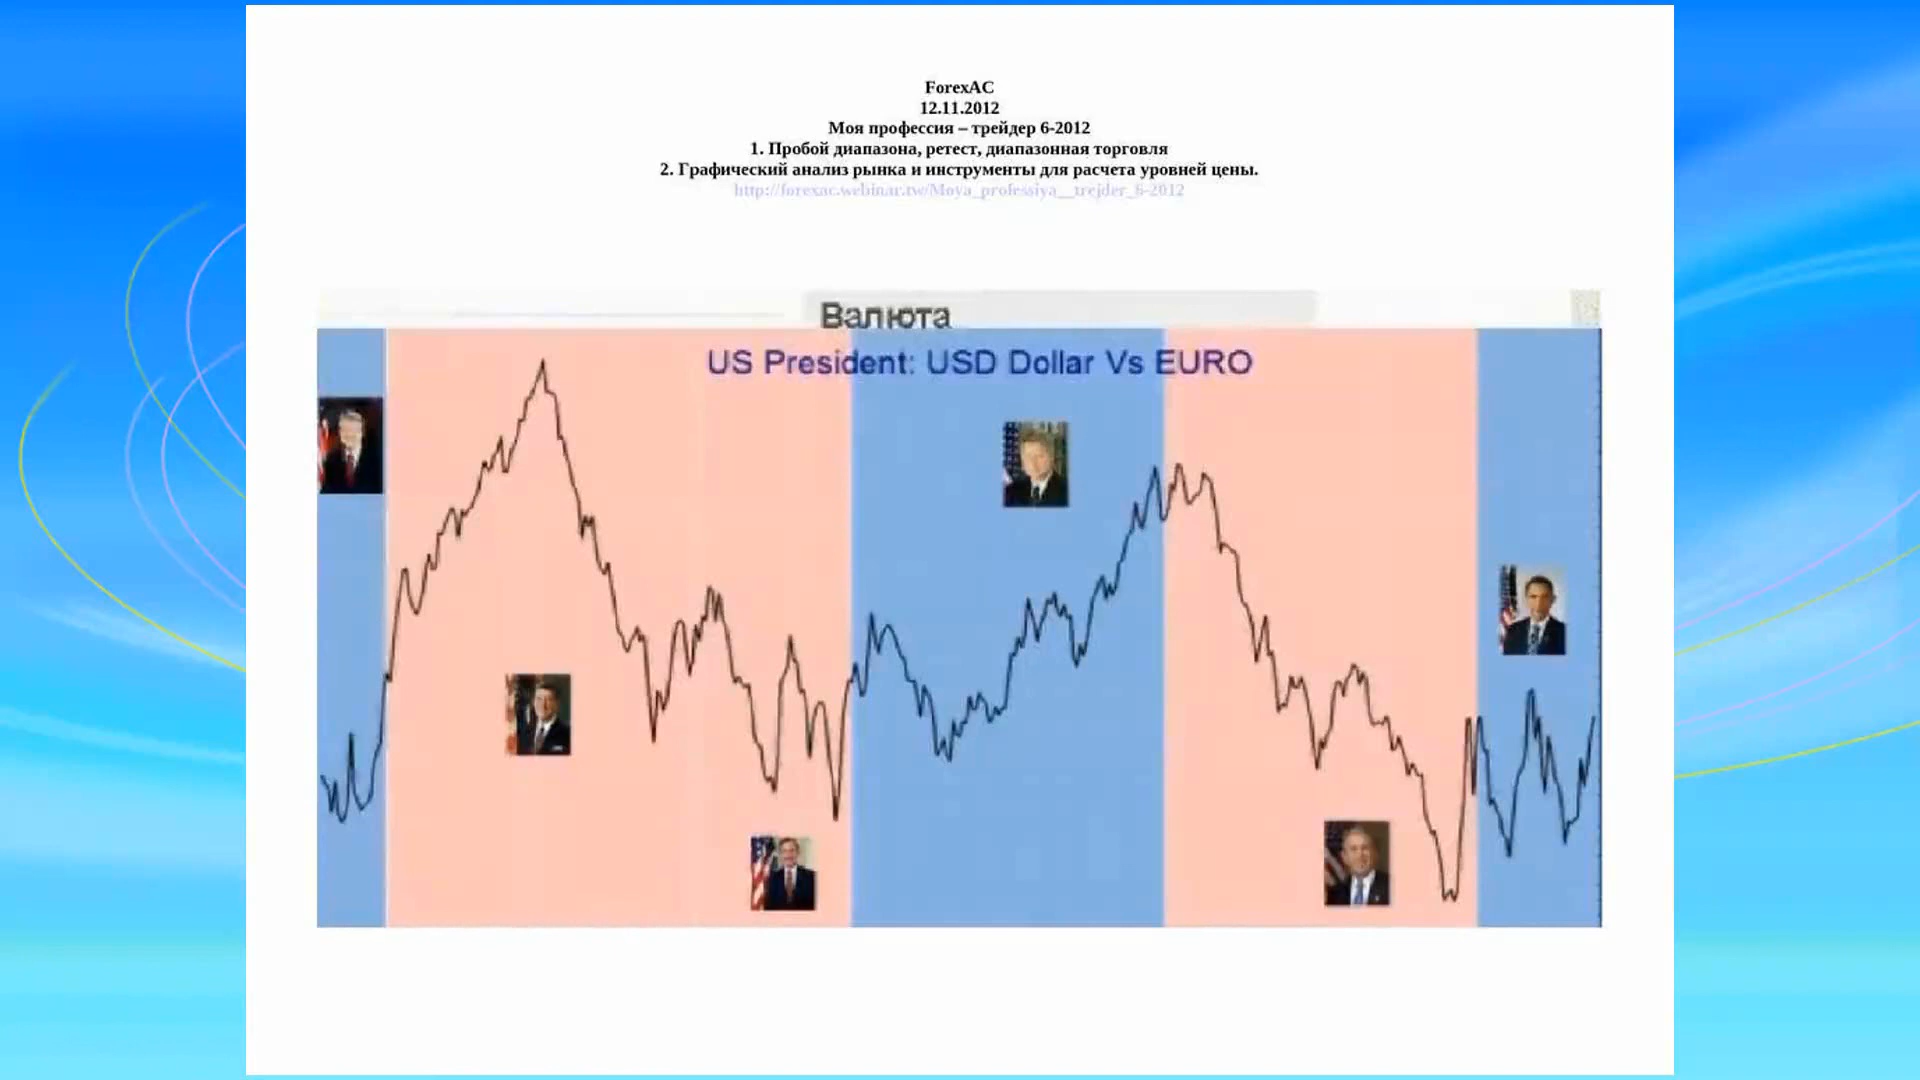 ForexAC
12.11.2012
Моя профессия – трейдер 6-2012
1. Пробой диапазона, ретест, диапазонная торговля
2. Графический анализ рынка и инструменты для расчета уровней цены.
http://forexac.webinar.tw/Moya_professiya__trejder_6-2012
Валюта
US President: USD Dollar Vs EURO